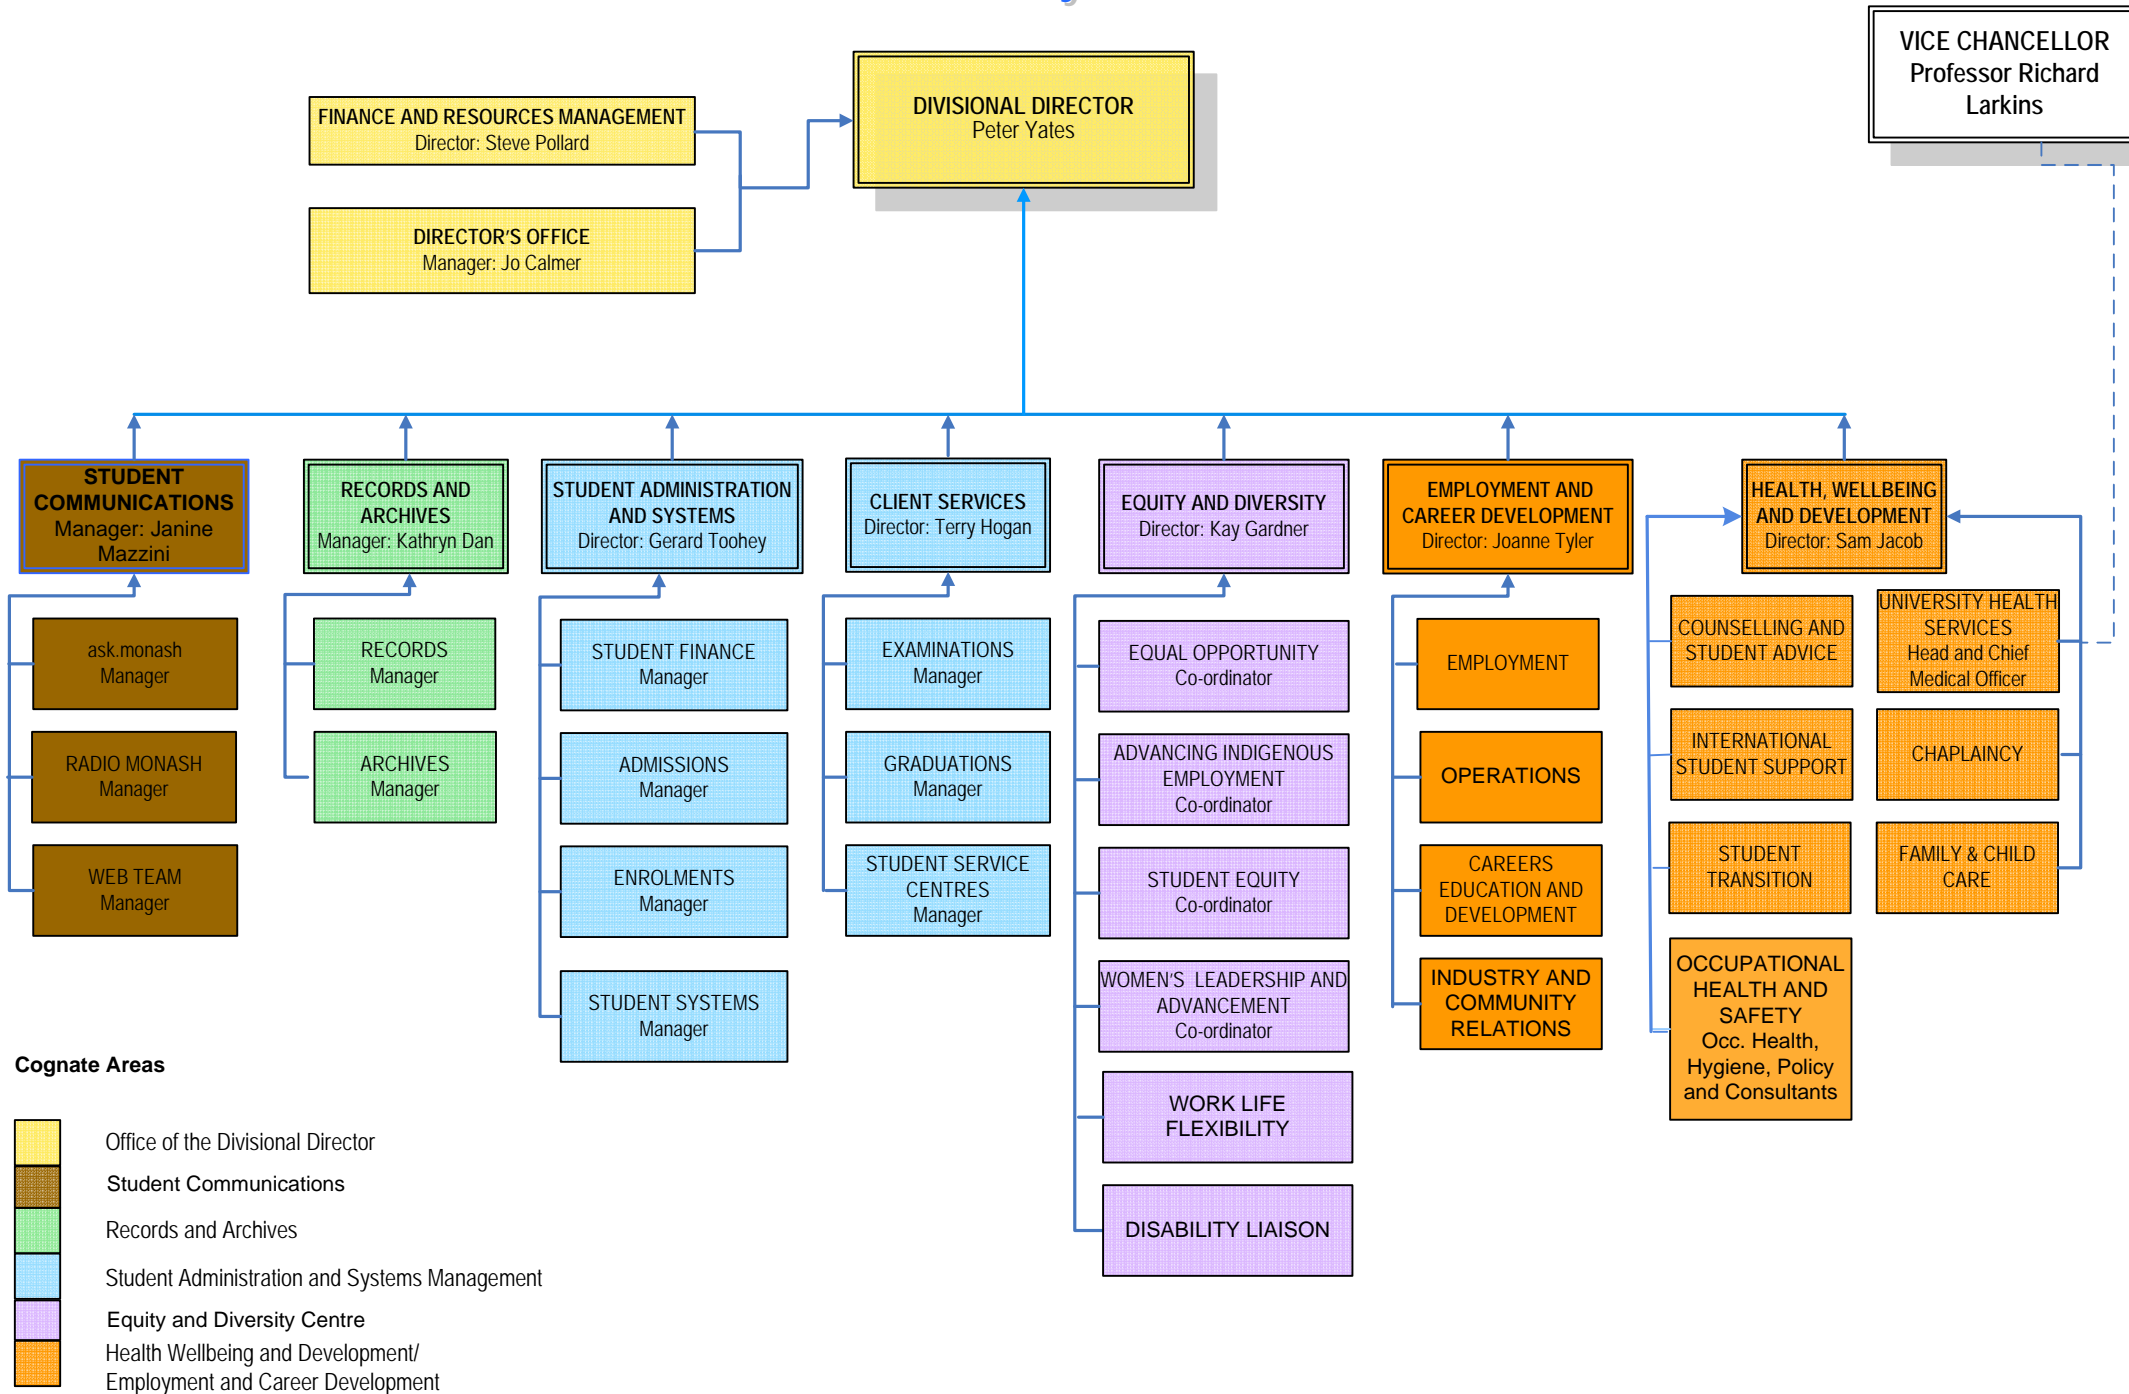 VICE CHANCELLOR
Professor Richard
Larkins
DIVISIONAL DIRECTOR
Peter Yates
FINANCE AND RESOURCES MANAGEMENT
Director: Steve Pollard
DIRECTOR'S OFFICE
Manager: Jo Calmer
STUDENT
COMMUNICATIONS
Manager: Janine
Mazzini
RECORDS AND
ARCHIVES
Manager: Kathryn Dan
STUDENT ADMINISTRATION
AND SYSTEMS
Director: Gerard Toohey
CLIENT SERVICES
Director: Terry Hogan
EQUITY AND DIVERSITY
Director: Kay Gardner
EMPLOYMENT AND
CAREER DEVELOPMENT
Director: Joanne Tyler
HEALTH, WELLBEING
AND DEVELOPMENT
Director: Sam Jacob
ask.monash
Manager
RADIO MONASH
Manager
WEB TEAM
Manager
RECORDS
Manager
ARCHIVES
Manager
STUDENT FINANCE
Manager
ADMISSIONS
Manager
ENROLMENTS
Manager
STUDENT SYSTEMS
Manager
EXAMINATIONS
Manager
GRADUATIONS
Manager
STUDENT SERVICE
CENTRES
Manager
EQUAL OPPORTUNITY
Co-ordinator
ADVANCING INDIGENOUS
EMPLOYMENT
Co-ordinator
STUDENT EQUITY
Co-ordinator
WOMEN'S LEADERSHIP AND
ADVANCEMENT
Co-ordinator
WORK LIFE
FLEXIBILITY
DISABILITY LIAISON
EMPLOYMENT
OPERATIONS
CAREERS
EDUCATION AND
DEVELOPMENT
INDUSTRY AND
COMMUNITY
RELATIONS
COUNSELLING AND
STUDENT ADVICE
INTERNATIONAL
STUDENT SUPPORT
STUDENT
TRANSITION
OCCUPATIONAL
HEALTH AND
SAFETY
Occ. Health,
Hygiene, Policy
and Consultants
UNIVERSITY HEALTH
SERVICES
Head and Chief
Medical Officer
CHAPLAINCY
FAMILY & CHILD
CARE
Cognate Areas
Office of the Divisional Director
Student Communications
Records and Archives
Student Administration and Systems Management
Equity and Diversity Centre
Health Wellbeing and Development/
Employment and Career Development